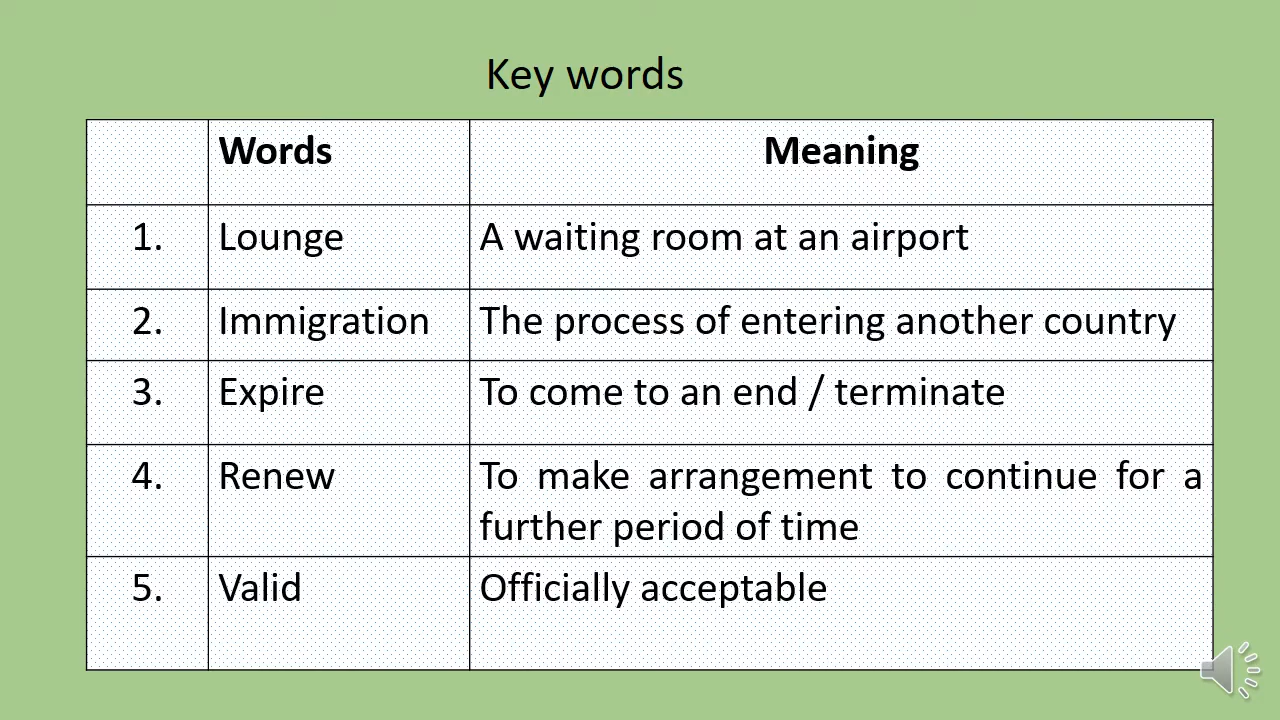 Key words
Words Meaning
1. Lounge A waiting room at an airport
2. Immigration The process of entering another country
3. Expire To come to an end / terminate
4. Renew To make arrangement to continue for a
further period of time
5. Valid Officially acceptable